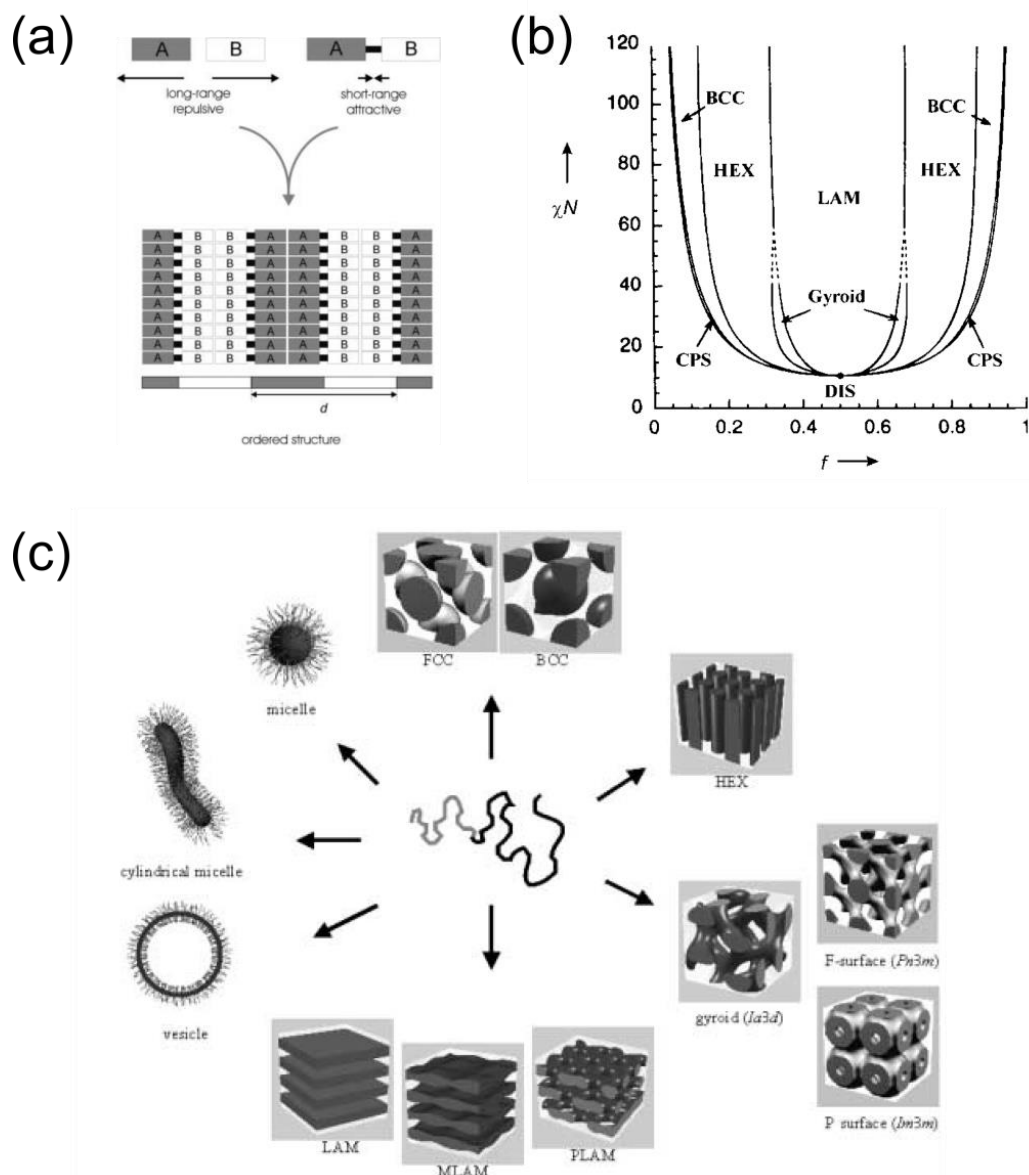 (a)
A B A B
long-range
repulsive
short-range
attractive
A B B A A B B A
A B B A A B B A
A B B A A B B A
A B B A A B B A
A B B A A B B A
A B B A A B B A
A B B A A B B A
A B B A A B B A
A B B A A B B A
A B B A A B B A
d
ordered structure
(b)
120
100
80
60
40
20
0
χN
BCC
BCC
HEX
HEX
LAM
Gyroid
CPS
CPS
DIS
0 0.2 0.4 0.6 0.8 1
f
(c)
FCC
BCC
micelle
HEX
cylindrical micelle
F-surface (Pn3m)
gyroid (Ia3d)
vesicle
P surface (Im3m)
LAM
MLAM
PLAM